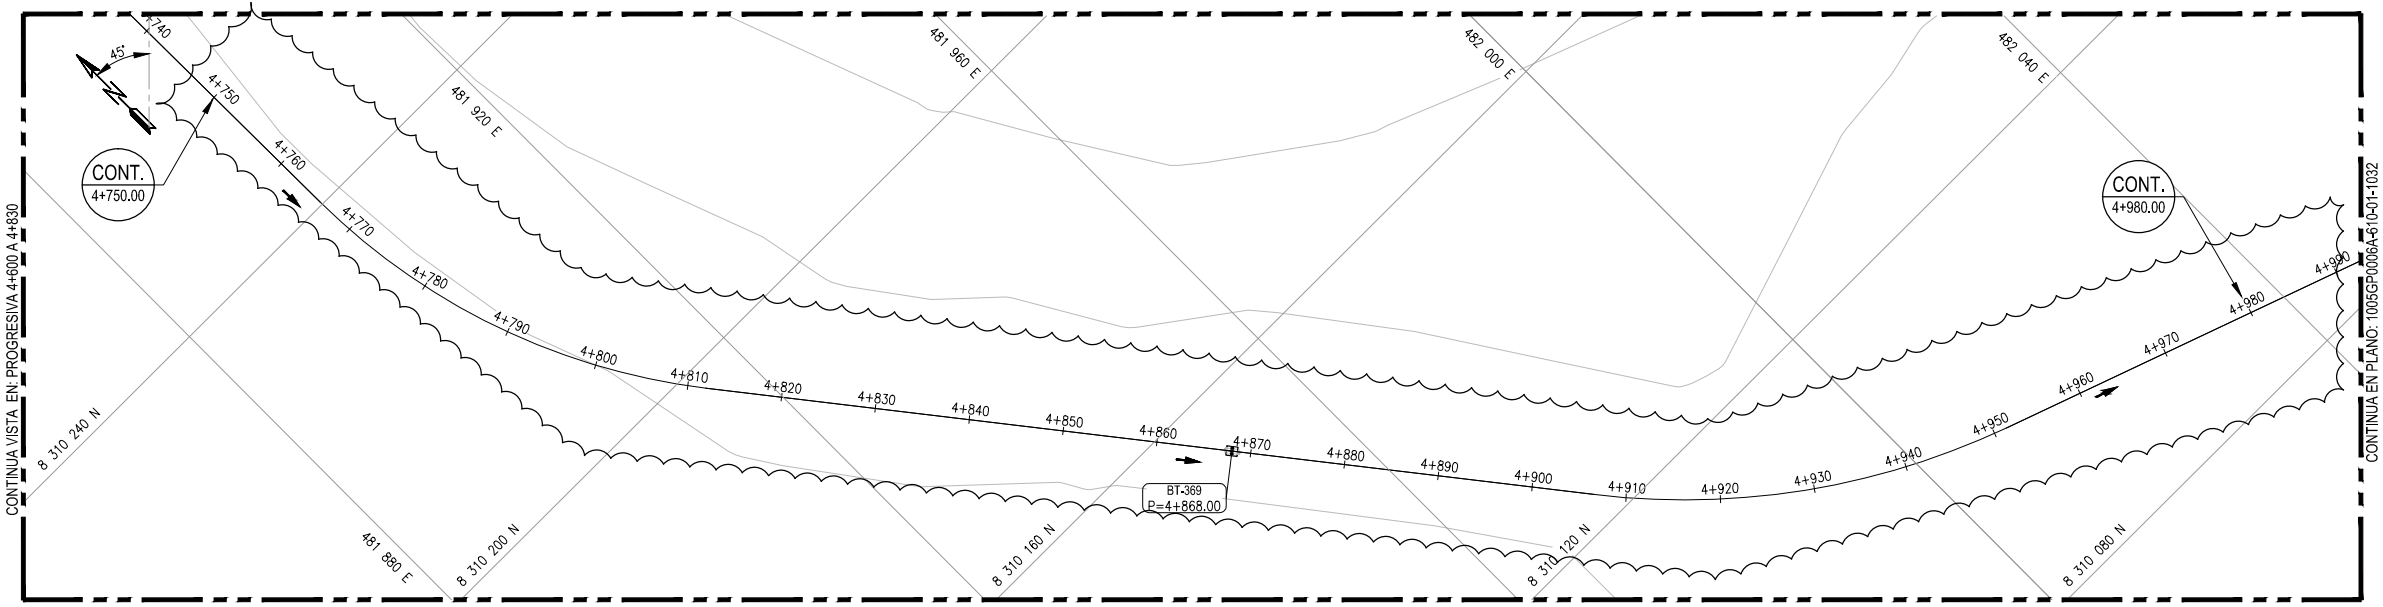 CONTINUA VISTA EN: PROGRESIVA 4+600 A 4+830
45°
N
CONT.
4+750.00
4+740
4+750
4+760
4+770
4+780
4+790
4+800
4+810
4+820
4+830
4+840
4+850
4+860
4+870
4+880
4+890
4+900
4+910
4+920
4+930
4+940
4+950
4+960
4+970
4+980
4+990
BT-369
P=4+868.00
CONT.
4+980.00
481 880 E
481 920 E
481 960 E
482 000 E
482 040 E
8 310 240 N
8 310 200 N
8 310 160 N
8 310 120 N
8 310 080 N
CONTINUA EN PLANO: 1005GP0006A-610-01-1032